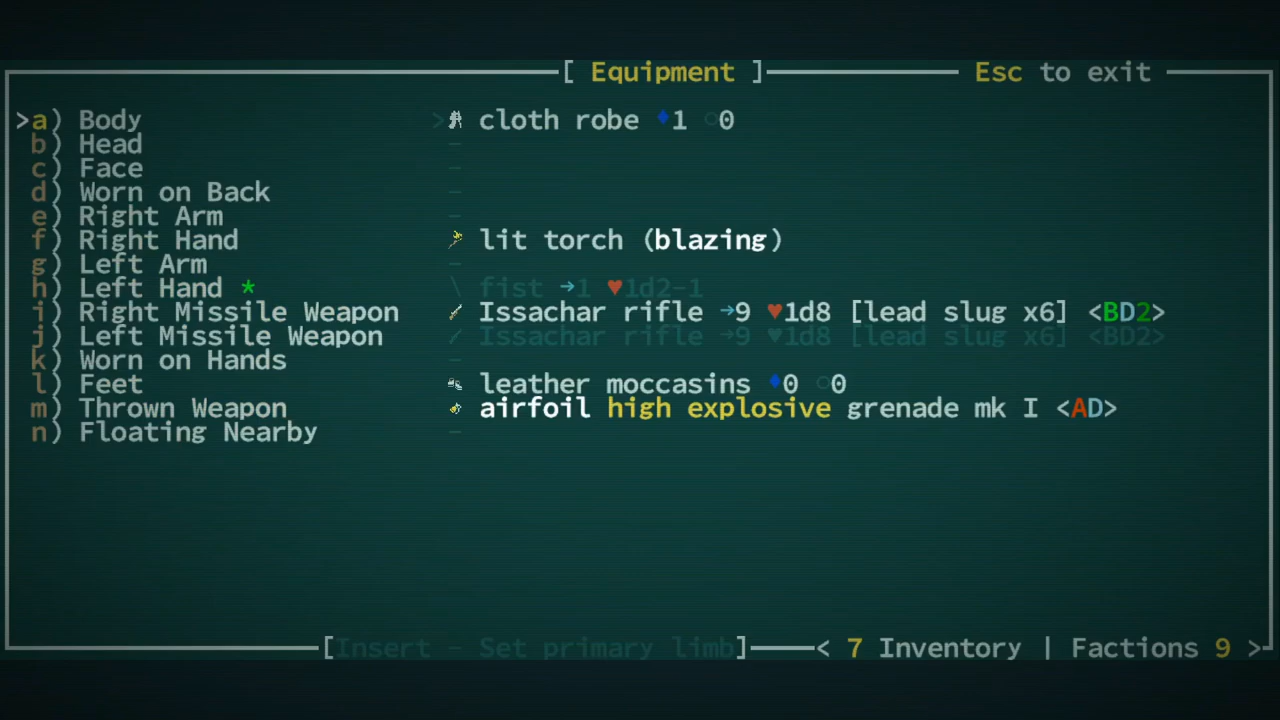 [ Equipment ] Esc to exit
>a) Body > cloth robe ♦1 ○0
b) Head –
c) Face –
d) Worn on Back –
e) Right Arm –
f) Right Hand lit torch (blazing)
g) Left Arm –
h) Left Hand * \ fist →1 ♥1d2-1
i) Right Missile Weapon Issachar rifle →9 ♥1d8 [lead slug x6] <BD2>
j) Left Missile Weapon Issachar rifle →9 ♥1d8 [lead slug x6] <BD2>
k) Worn on Hands –
l) Feet leather moccasins ♦0 ○0
m) Thrown Weapon airfoil high explosive grenade mk I <AD>
n) Floating Nearby –
[Insert – Set primary limb] < 7 Inventory | Factions 9 >